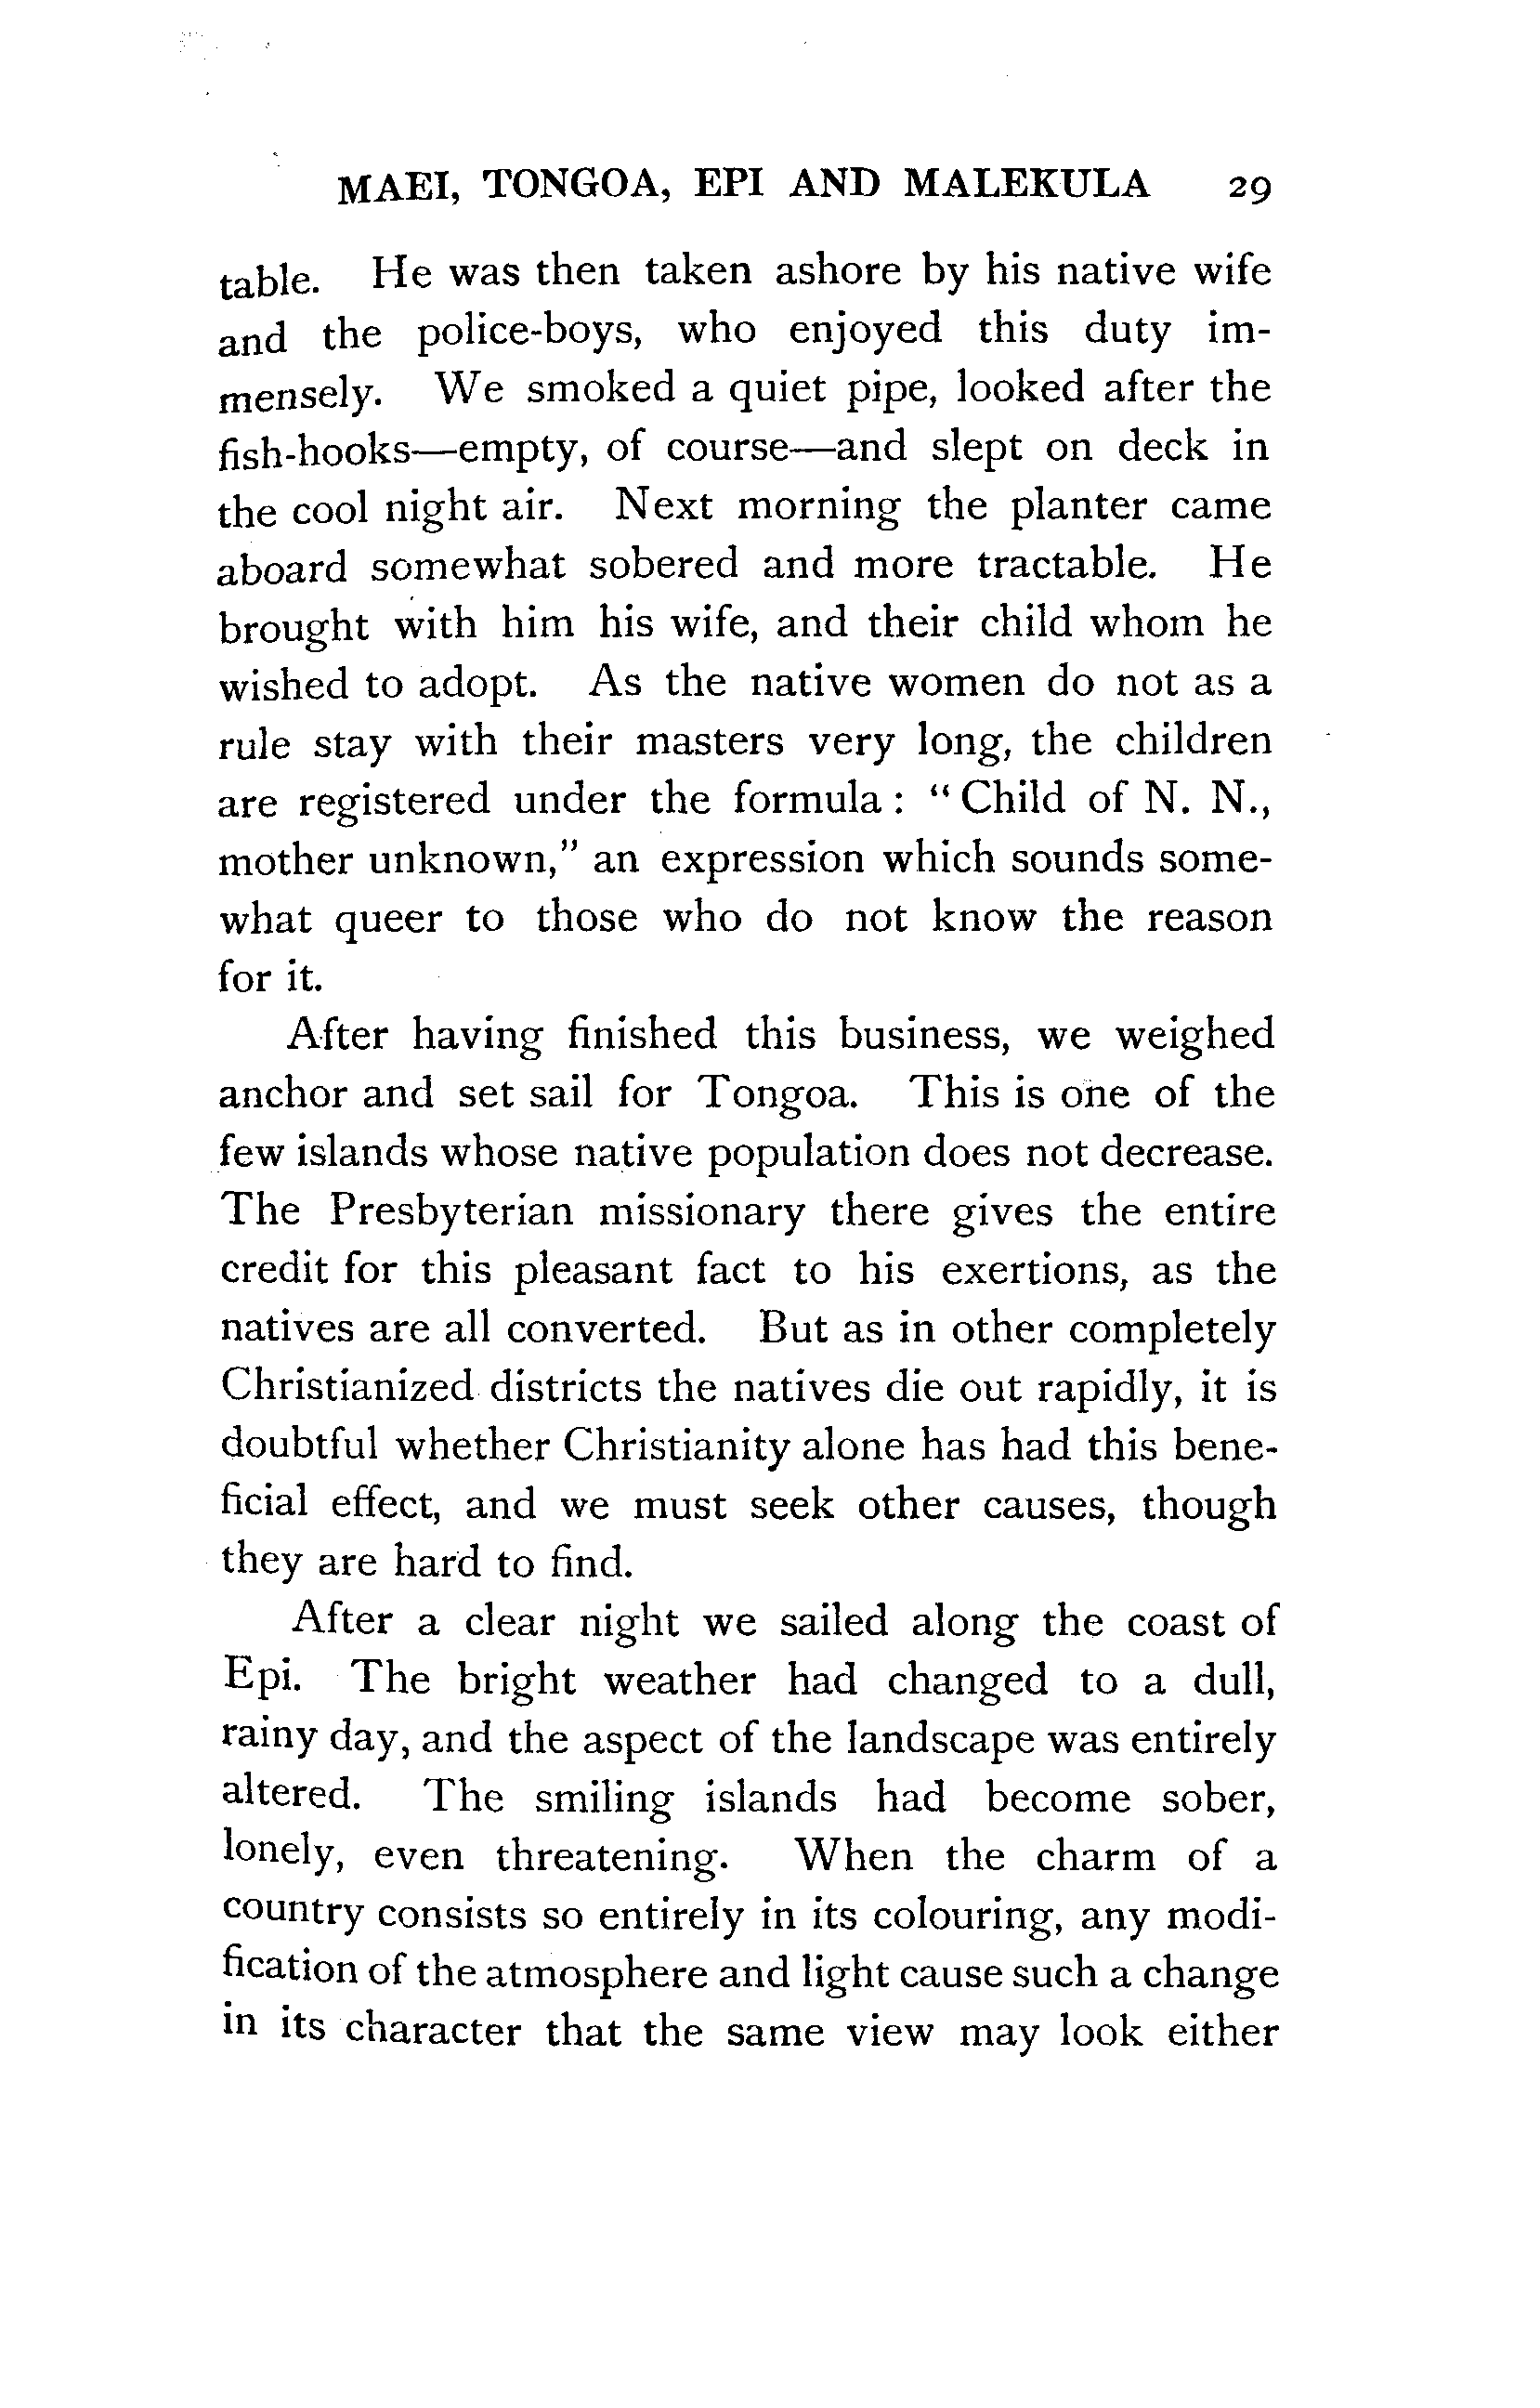 MAEI, TONGOA, EPI AND MALEKULA 29
table. He was then taken ashore by his native wife
and the police-boys, who enjoyed this duty im-
mensely. We smoked a quiet pipe, looked after the
fish-hooks—empty, of course—and slept on deck in
the cool night air. Next morning the planter came
aboard somewhat sobered and more tractable. He
brought with him his wife, and their child whom he
wished to adopt. As the native women do not as a
rule stay with their masters very long, the children
are registered under the formula : “ Child of N. N.,
mother unknown,” an expression which sounds some-
what queer to those who do not know the reason
for it.
After having finished this business, we weighed
anchor and set sail for Tongoa. This is one of the
few islands whose native population does not decrease.
The Presbyterian missionary there gives the entire
credit for this pleasant fact to his exertions, as the
natives are all converted. But as in other completely
Christianized districts the natives die out rapidly, it is
doubtful whether Christianity alone has had this bene-
ficial effect, and we must seek other causes, though
they are hard to find.
After a clear night we sailed along the coast of
Epi. The bright weather had changed to a dull,
rainy day, and the aspect of the landscape was entirely
altered. The smiling islands had become sober,
lonely, even threatening. When the charm of a
country consists so entirely in its colouring, any modi-
fication of the atmosphere and light cause such a change
in its character that the same view may look either